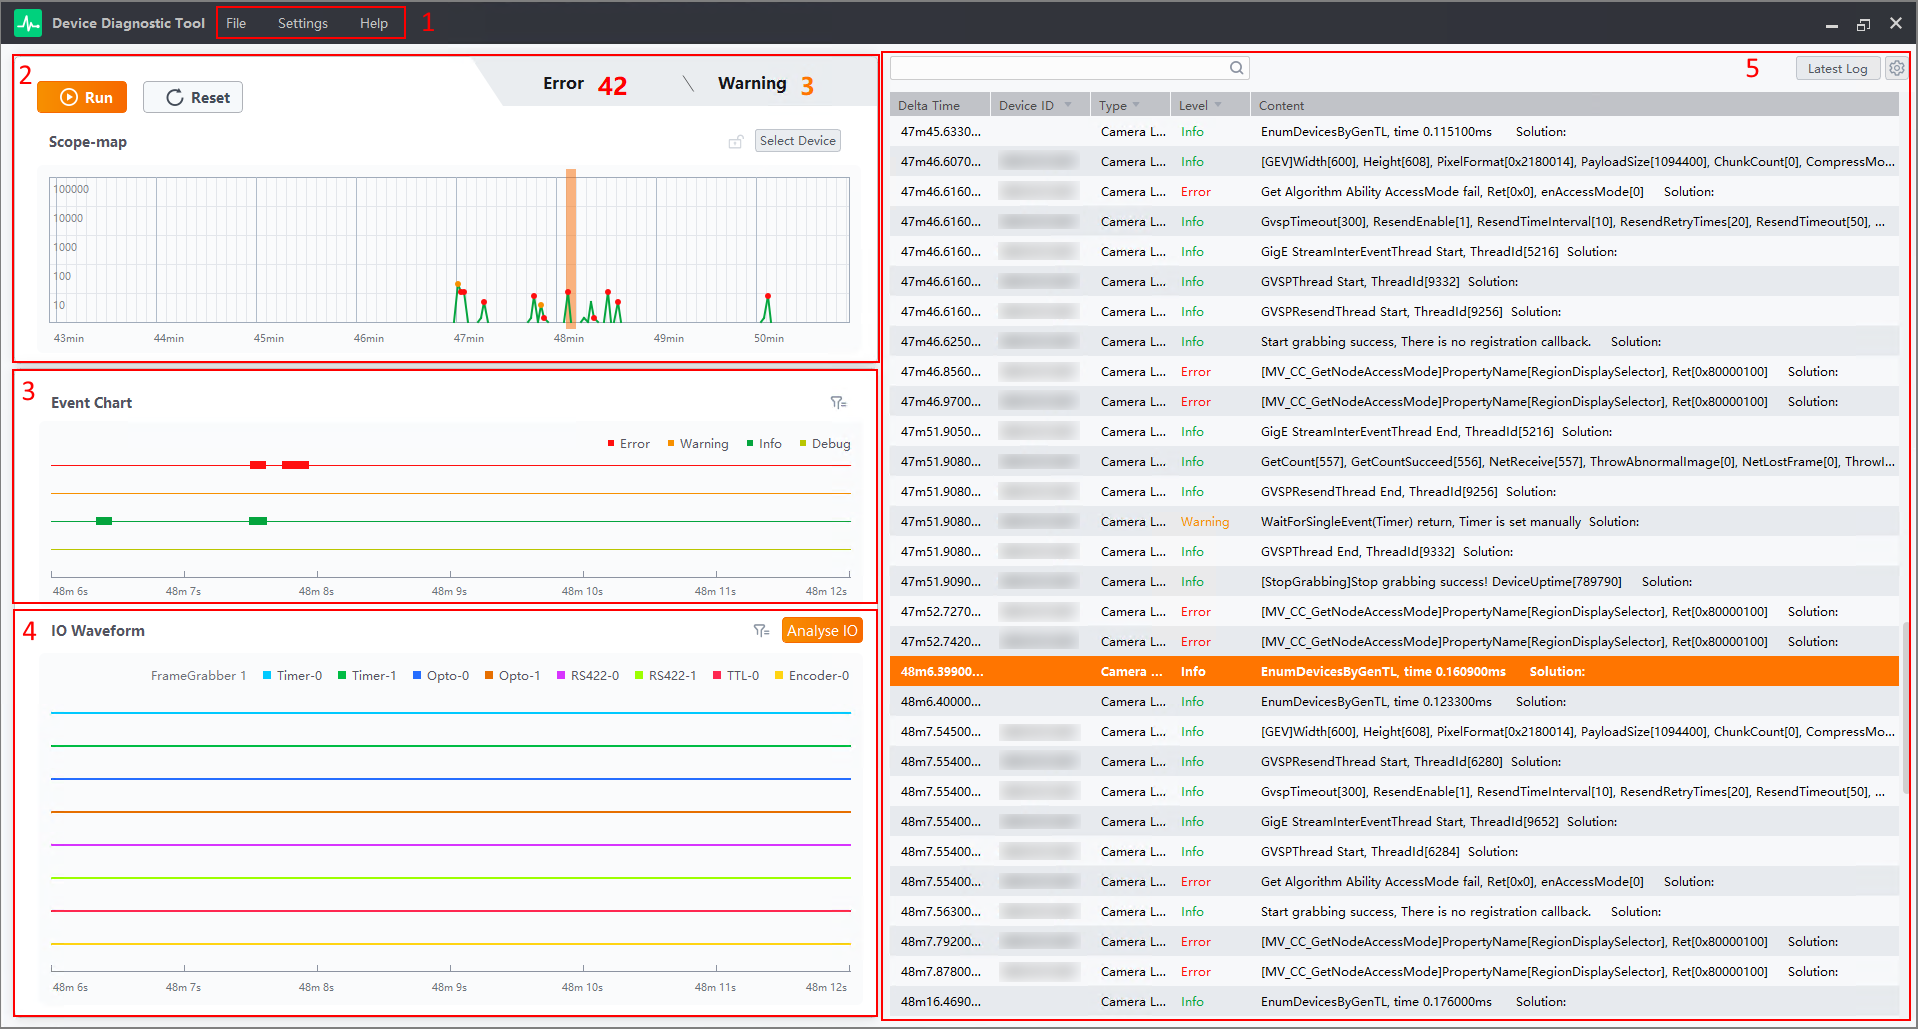 Device Diagnostic Tool File Settings Help 1
2
Run Reset
Error 42 \ Warning 3
Scope-map Select Device
100000
10000
1000
100
10
43min 44min 45min 46min 47min 48min 49min 50min
3
Event Chart
Error Warning Info Debug
48m 6s 48m 7s 48m 8s 48m 9s 48m 10s 48m 11s 48m 12s
4
IO Waveform Analyse IO
FrameGrabber 1 Timer-0 Timer-1 Opto-0 Opto-1 RS422-0 RS422-1 TTL-0 Encoder-0
48m 6s 48m 7s 48m 8s 48m 9s 48m 10s 48m 11s 48m 12s
5 Latest Log
Delta Time Device ID Type Level Content
47m45.6330... Camera L... Info EnumDevicesByGenTL, time 0.115100ms Solution:
47m46.6070... Camera L... Info [GEV]Width[600], Height[608], PixelFormat[0x2180014], PayloadSize[1094400], ChunkCount[0], CompressMo...
47m46.6160... Camera L... Error Get Algorithm Ability AccessMode fail, Ret[0x0], enAccessMode[0] Solution:
47m46.6160... Camera L... Info GvspTimeout[300], ResendEnable[1], ResendTimeInterval[10], ResendRetryTimes[20], ResendTimeout[50], ...
47m46.6160... Camera L... Info GigE StreamInterEventThread Start, ThreadId[5216] Solution:
47m46.6160... Camera L... Info GVSPThread Start, ThreadId[9332] Solution:
47m46.6160... Camera L... Info GVSPResendThread Start, ThreadId[9256] Solution:
47m46.6250... Camera L... Info Start grabbing success, There is no registration callback. Solution:
47m46.8560... Camera L... Error [MV_CC_GetNodeAccessMode]PropertyName[RegionDisplaySelector], Ret[0x80000100] Solution:
47m46.9700... Camera L... Error [MV_CC_GetNodeAccessMode]PropertyName[RegionDisplaySelector], Ret[0x80000100] Solution:
47m51.9050... Camera L... Info GigE StreamInterEventThread End, ThreadId[5216] Solution:
47m51.9080... Camera L... Info GetCount[557], GetCountSucceed[556], NetReceive[557], ThrowAbnormalImage[0], NetLostFrame[0], ThrowI...
47m51.9080... Camera L... Info GVSPResendThread End, ThreadId[9256] Solution:
47m51.9080... Camera L... Warning WaitForSingleEvent(Timer) return, Timer is set manually Solution:
47m51.9080... Camera L... Info GVSPThread End, ThreadId[9332] Solution:
47m51.9090... Camera L... Info [StopGrabbing]Stop grabbing success! DeviceUptime[789790] Solution:
47m52.7270... Camera L... Error [MV_CC_GetNodeAccessMode]PropertyName[RegionDisplaySelector], Ret[0x80000100] Solution:
47m52.7420... Camera L... Error [MV_CC_GetNodeAccessMode]PropertyName[RegionDisplaySelector], Ret[0x80000100] Solution:
48m6.39900... Camera ... Info EnumDevicesByGenTL, time 0.160900ms Solution:
48m6.40000... Camera L... Info EnumDevicesByGenTL, time 0.123300ms Solution:
48m7.54500... Camera L... Info [GEV]Width[600], Height[608], PixelFormat[0x2180014], PayloadSize[1094400], ChunkCount[0], CompressMo...
48m7.55400... Camera L... Info GVSPResendThread Start, ThreadId[6280] Solution:
48m7.55400... Camera L... Info GvspTimeout[300], ResendEnable[1], ResendTimeInterval[10], ResendRetryTimes[20], ResendTimeout[50], ...
48m7.55400... Camera L... Info GigE StreamInterEventThread Start, ThreadId[9652] Solution:
48m7.55400... Camera L... Info GVSPThread Start, ThreadId[6284] Solution:
48m7.55400... Camera L... Error Get Algorithm Ability AccessMode fail, Ret[0x0], enAccessMode[0] Solution:
48m7.56300... Camera L... Info Start grabbing success, There is no registration callback. Solution:
48m7.79200... Camera L... Error [MV_CC_GetNodeAccessMode]PropertyName[RegionDisplaySelector], Ret[0x80000100] Solution:
48m7.87800... Camera L... Error [MV_CC_GetNodeAccessMode]PropertyName[RegionDisplaySelector], Ret[0x80000100] Solution:
48m16.4690... Camera L... Info EnumDevicesByGenTL, time 0.176000ms Solution: